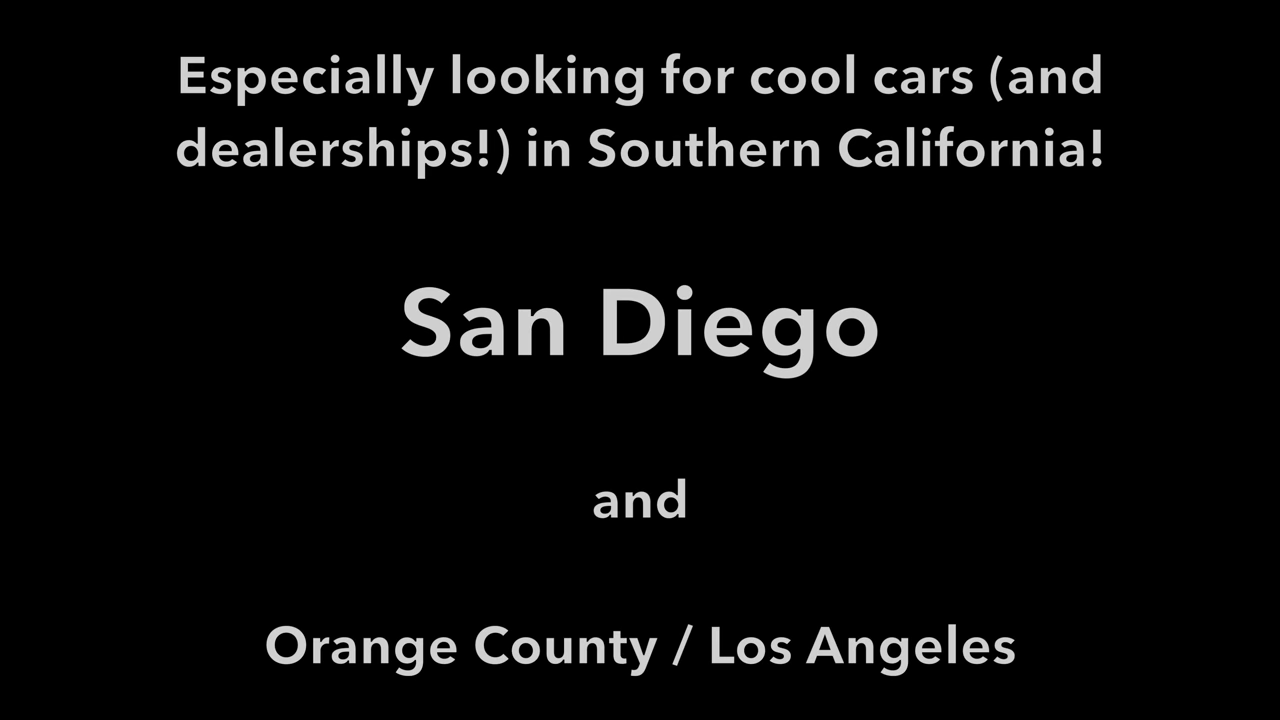 Especially looking for cool cars (and
dealerships!) in Southern California!
San Diego
and
Orange County / Los Angeles